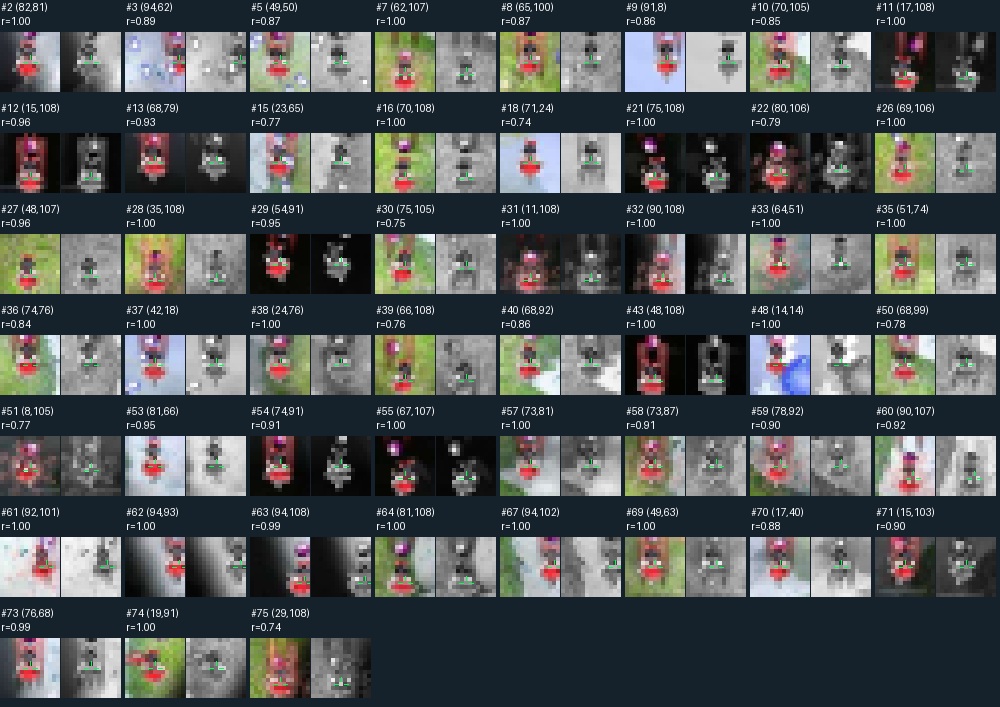 #2 (82,81) #3 (94,62) #5 (49,50) #7 (62,107) #8 (65,100) #9 (91,8) #10 (70,105) #11 (17,108)
r=1.00 r=0.89 r=0.87 r=1.00 r=0.87 r=0.86 r=0.85 r=1.00
#12 (15,108) #13 (68,79) #15 (23,65) #16 (70,108) #18 (71,24) #21 (75,108) #22 (80,106) #26 (69,106)
r=0.96 r=0.93 r=0.77 r=1.00 r=0.74 r=1.00 r=0.79 r=1.00
#27 (48,107) #28 (35,108) #29 (54,91) #30 (75,105) #31 (11,108) #32 (90,108) #33 (64,51) #35 (51,74)
r=0.96 r=1.00 r=0.95 r=0.75 r=1.00 r=1.00 r=1.00 r=1.00
#36 (74,76) #37 (42,18) #38 (24,76) #39 (66,108) #40 (68,92) #43 (48,108) #48 (14,14) #50 (68,99)
r=0.84 r=1.00 r=1.00 r=0.76 r=0.86 r=1.00 r=1.00 r=0.78
#51 (8,105) #53 (81,66) #54 (74,91) #55 (67,107) #57 (73,81) #58 (73,87) #59 (78,92) #60 (90,107)
r=0.77 r=0.95 r=0.91 r=1.00 r=1.00 r=0.91 r=0.90 r=0.92
#61 (92,101) #62 (94,93) #63 (94,108) #64 (81,108) #67 (94,102) #69 (49,63) #70 (17,40) #71 (15,103)
r=1.00 r=1.00 r=0.99 r=1.00 r=1.00 r=1.00 r=0.88 r=0.90
#73 (76,68) #74 (19,91) #75 (29,108)
r=0.99 r=1.00 r=0.74